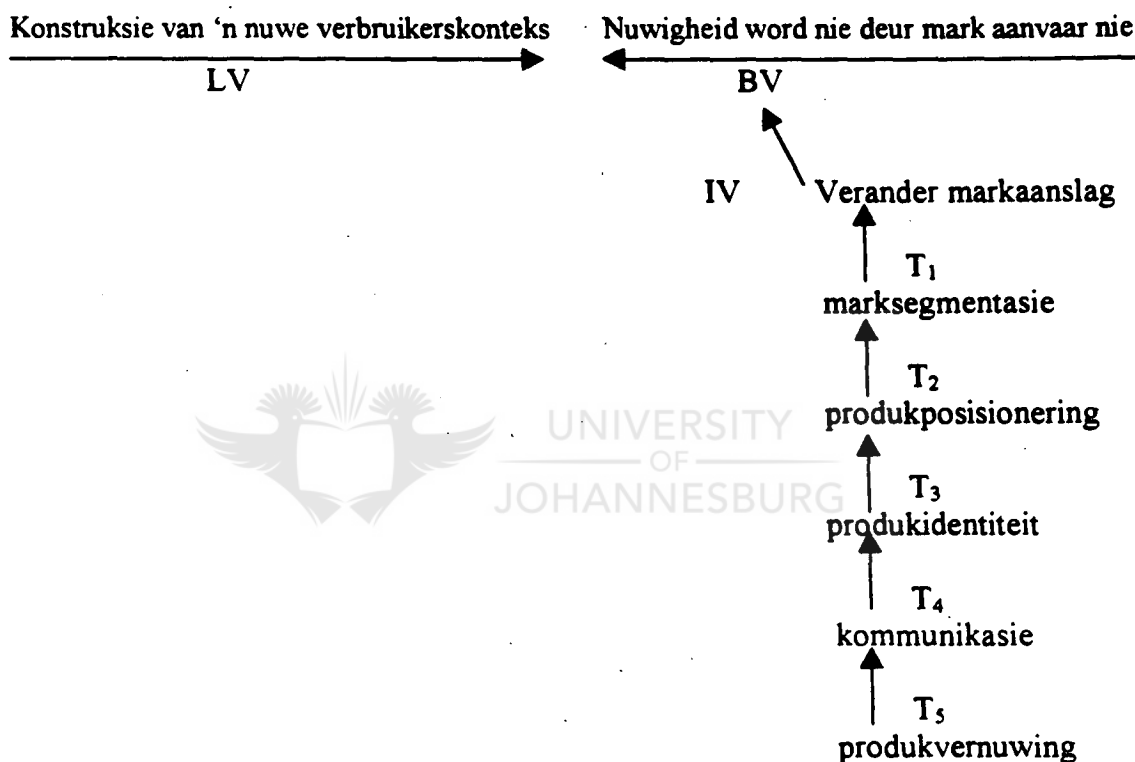 Konstruksie van ‘n nuwe verbruikerskonteks
Nuwigheid word nie deur mark aanvaar nie
LV
BV
IV
Verander markaanslag
T₁
marksegmentasie
T₂
produkposisionering
T₃
produkidentiteit
T₄
kommunikasie
T₅
produkvernuwing
UNIVERSITY
OF
JOHANNESBURG